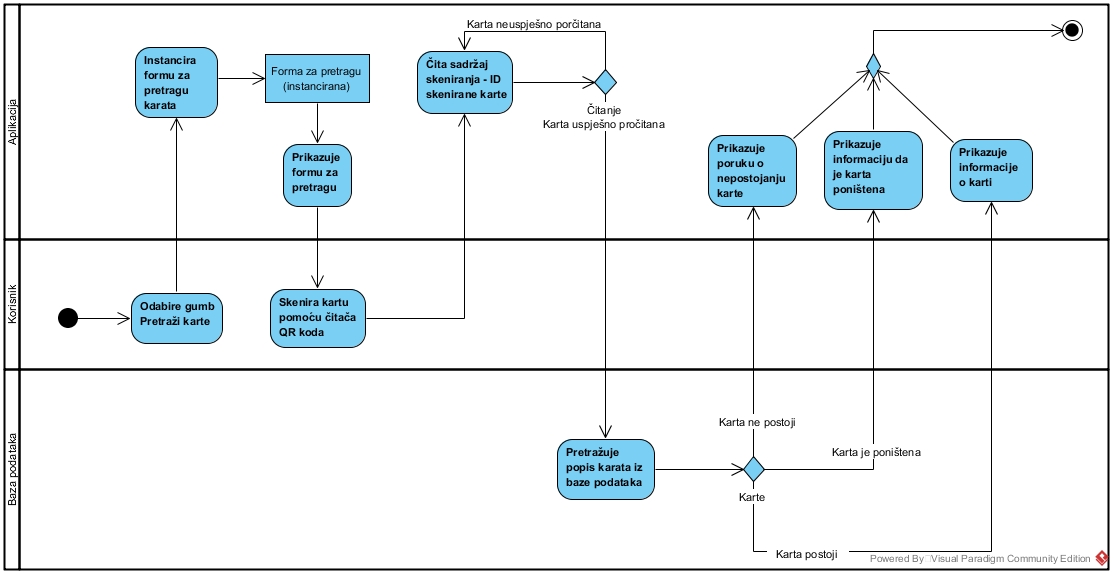 Aplikacija
Instancira
formu za
pretragu
karata
Forma za pretragu
(instancirana)
Prikazuje
formu za
pretragu
Karta neuspješno porčitana
Čita sadržaj
skeniranja - ID
skenirane karte
Čitanje
Karta uspješno pročitana
Prikazuje
poruku o
nepostojanju
karte
Prikazuje
informaciju da
je karta
poništena
Prikazuje
informacije
o karti
Korisnik
Odabire gumb
Pretraži karte
Skenira kartu
pomoću čitača
QR koda
Baza podataka
Pretražuje
popis karata iz
baze podataka
Karta ne postoji
Karte
Karta je poništena
Karta postoji
Powered By Visual Paradigm Community Edition